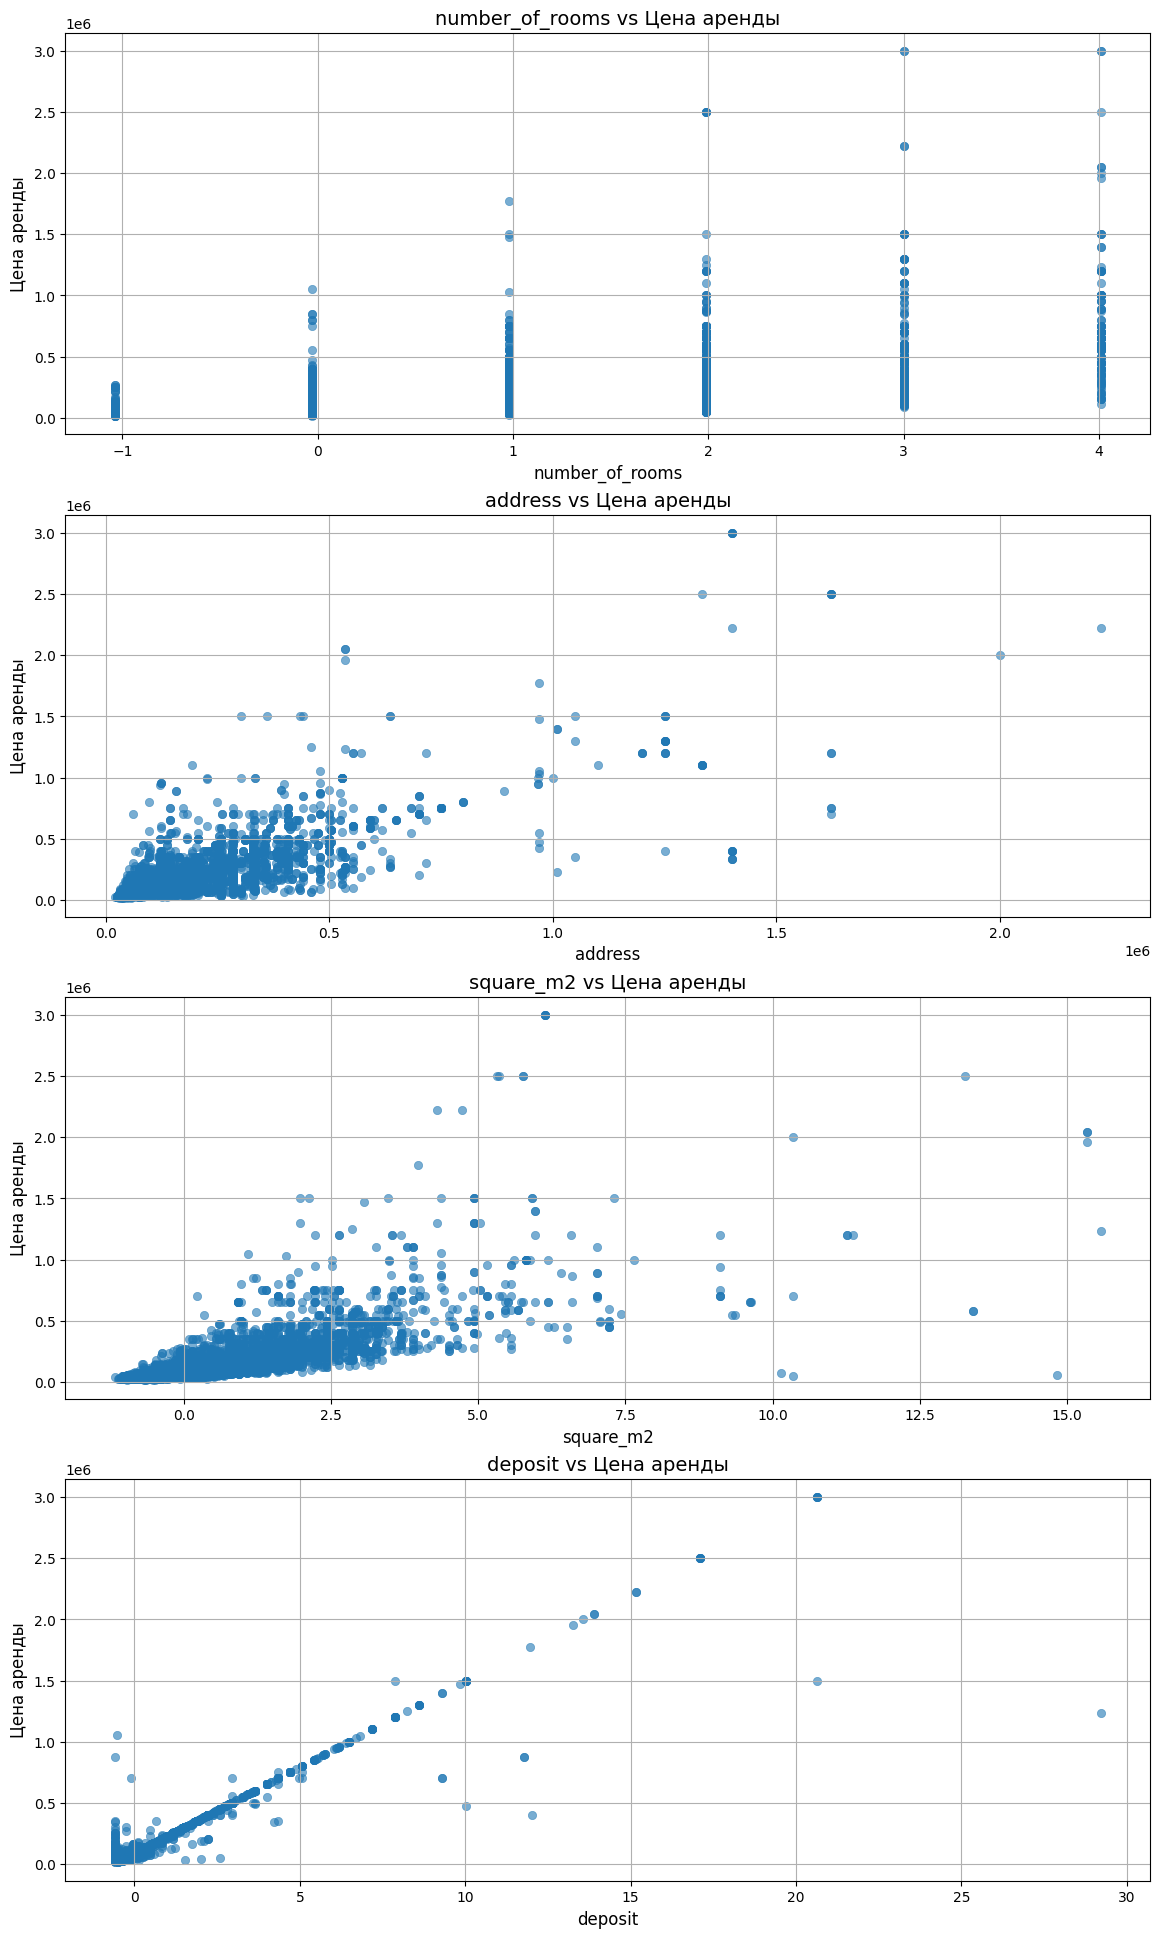 number_of_rooms vs Цена аренды
1e6
3.0
2.5
2.0
1.5
1.0
0.5
0.0
Цена аренды
−1 0 1 2 3 4
number_of_rooms
address vs Цена аренды
1e6
3.0
2.5
2.0
1.5
1.0
0.5
0.0
Цена аренды
0.0 0.5 1.0 1.5 2.0
1e6
address
square_m2 vs Цена аренды
1e6
3.0
2.5
2.0
1.5
1.0
0.5
0.0
Цена аренды
0.0 2.5 5.0 7.5 10.0 12.5 15.0
square_m2
deposit vs Цена аренды
1e6
3.0
2.5
2.0
1.5
1.0
0.5
0.0
Цена аренды
0 5 10 15 20 25 30
deposit